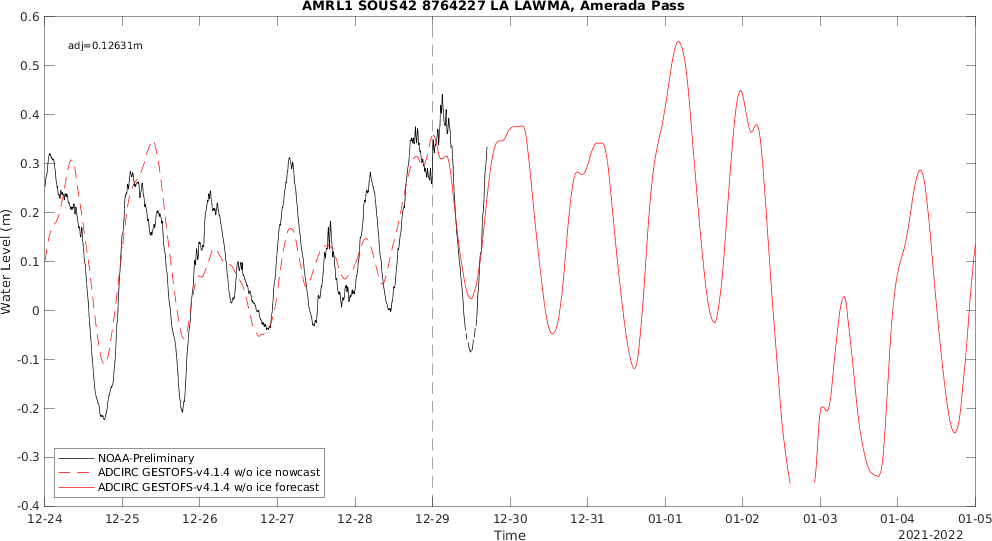 AMRL1 SOUS42 8764227 LA LAWMA, Amerada Pass
adj=0.12631m
Water Level (m)
0.6
0.5
0.4
0.3
0.2
0.1
0
-0.1
-0.2
-0.3
-0.4
NOAA-Preliminary
ADCIRC GESTOFS-v4.1.4 w/o ice nowcast
ADCIRC GESTOFS-v4.1.4 w/o ice forecast
12-24 12-25 12-26 12-27 12-28 12-29 12-30 12-31 01-01 01-02 01-03 01-04 01-05
Time
2021-2022